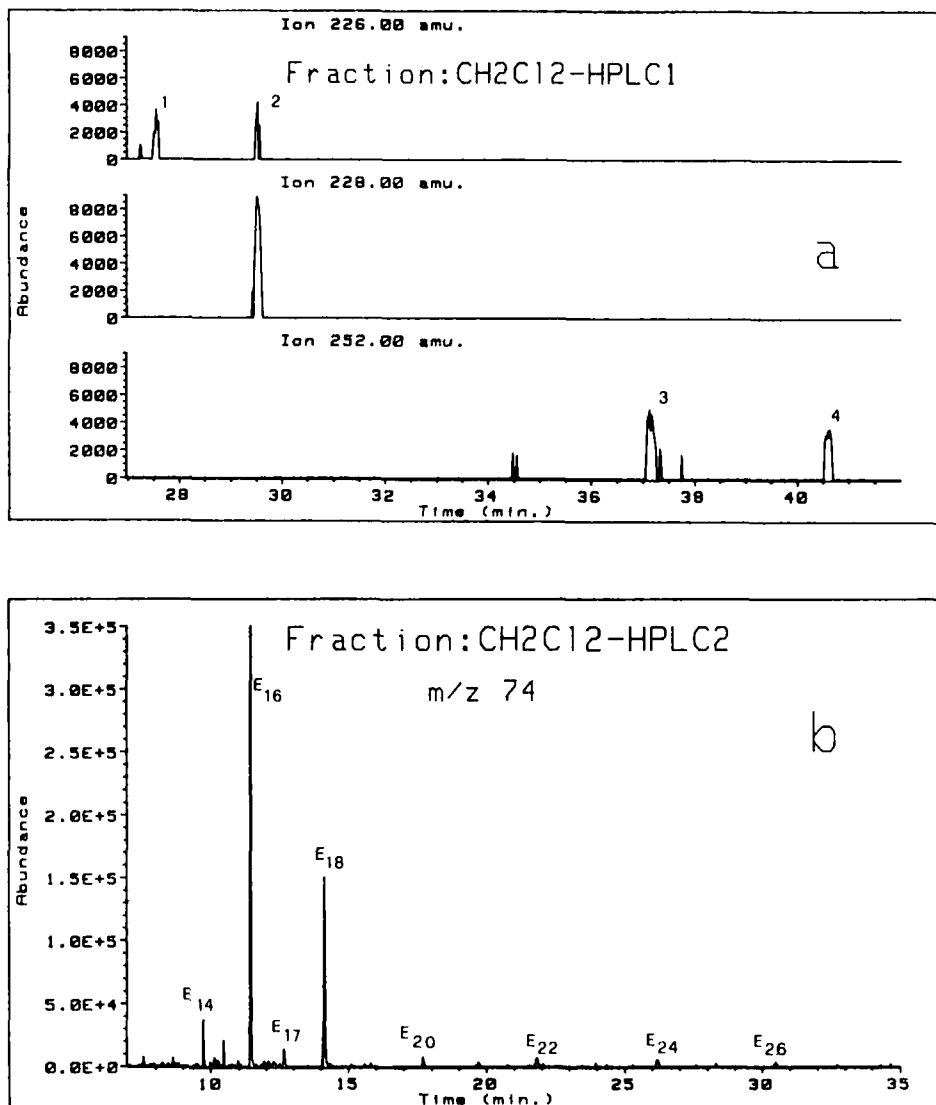 Ion 226.00 amu.
Fraction:CH2Cl2-HPLC1
8000
6000
4000
2000
0
1
2
Ion 228.00 amu.
8000
6000
4000
2000
0
a
Ion 252.00 amu.
8000
6000
4000
2000
0
3
4
Abundance
28 30 32 34 36 38 40
Time (min.)
Fraction:CH2Cl2-HPLC2
m/z 74
b
3.5E+5
3.0E+5
2.5E+5
2.0E+5
1.5E+5
1.0E+5
5.0E+4
0.0E+0
Abundance
E14
E16
E17
E18
E20
E22
E24
E26
10 15 20 25 30 35
Time (min.)